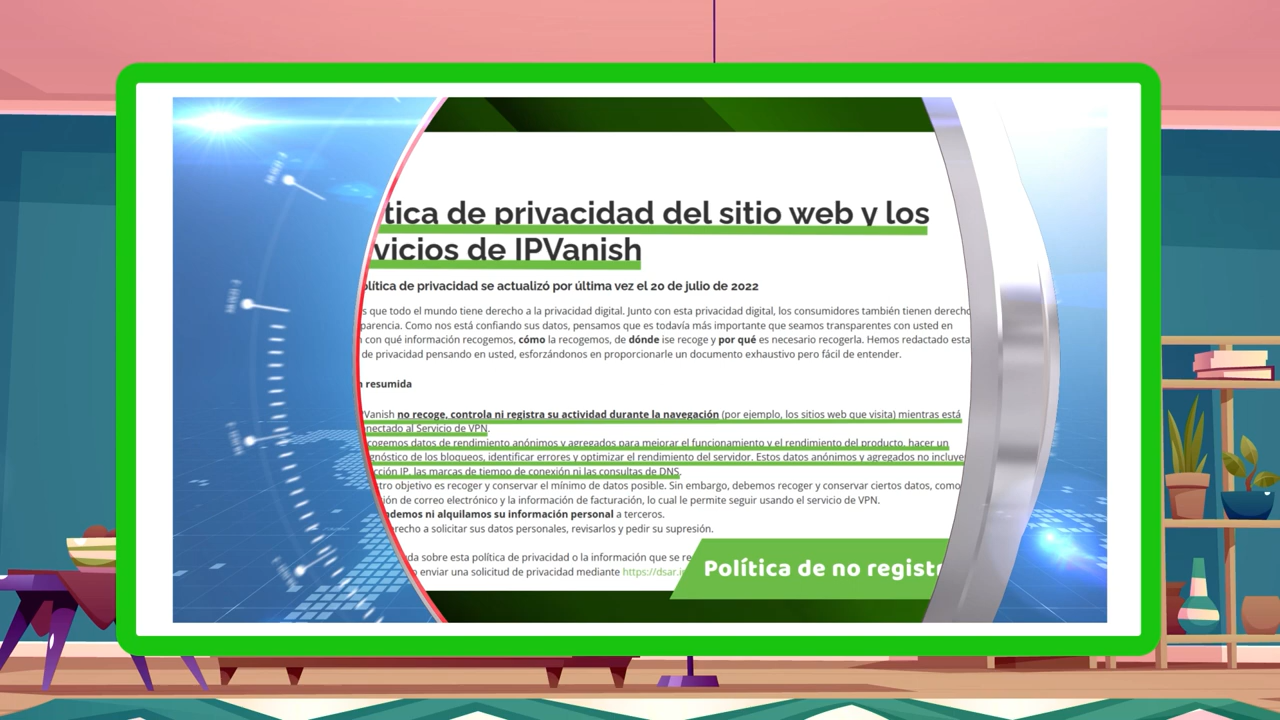 tica de privacidad del sitio web y los
vicios de IPVanish
olítica de privacidad se actualizó por última vez el 20 de julio de 2022
s que todo el mundo tiene derecho a la privacidad digital. Junto con esta privacidad digital, los consumidores también tienen derecho
parencia. Como nos está confiando sus datos, pensamos que es todavía más importante que seamos transparentes con usted en
con qué información recogemos, cómo la recogemos, de dónde ise recoge y por qué es necesario recogerla. Hemos redactado esta
de privacidad pensando en usted, esforzándonos en proporcionarle un documento exhaustivo pero fácil de entender.
resumida
PVanish no recoge, controla ni registra su actividad durante la navegación (por ejemplo, los sitios web que visita) mientras está
nectado al Servicio de VPN.
cogemos datos de rendimiento anónimos y agregados para mejorar el funcionamiento y el rendimiento del producto, hacer un
gnóstico de los bloqueos, identificar errores y optimizar el rendimiento del servidor. Estos datos anónimos y agregados no incluye
cción IP, las marcas de tiempo de conexión ni las consultas de DNS.
tro objetivo es recoger y conservar el mínimo de datos posible. Sin embargo, debemos recoger y conservar ciertos datos, como
ión de correo electrónico y la información de facturación, lo cual le permite seguir usando el servicio de VPN.
ndemos ni alquilamos su información personal a terceros.
erecho a solicitar sus datos personales, revisarlos y pedir su supresión.
da sobre esta política de privacidad o la información que se re
o enviar una solicitud de privacidad mediante https://dsar.i
Política de no registr